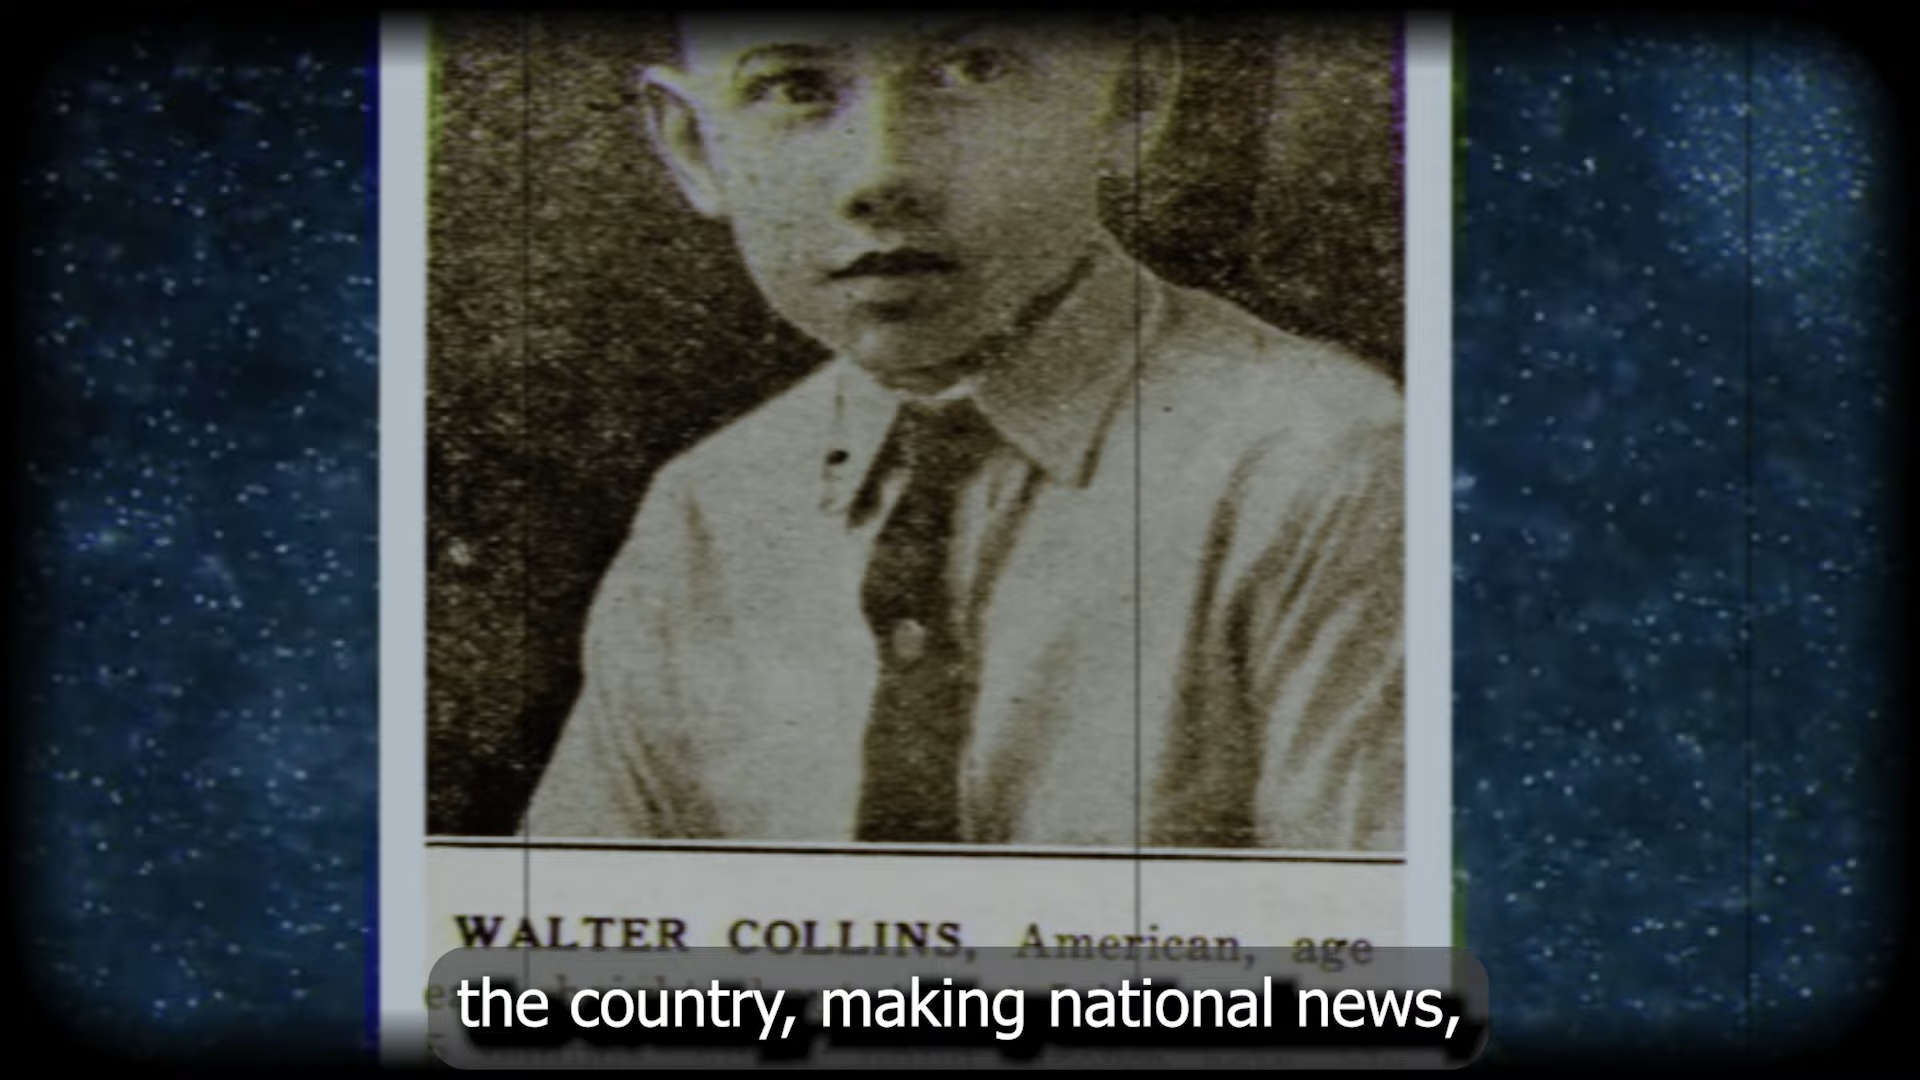 WALTER COLLINS, American, age
the country, making national news,